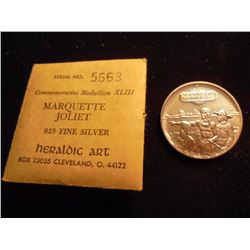 SERIAL NO. 5663
Commemorative Medallion XLIII
MARQUETTE
JOLIET
925 FINE SILVER
HERALDIC ART
BOX 22035 CLEVELAND, O. 44122